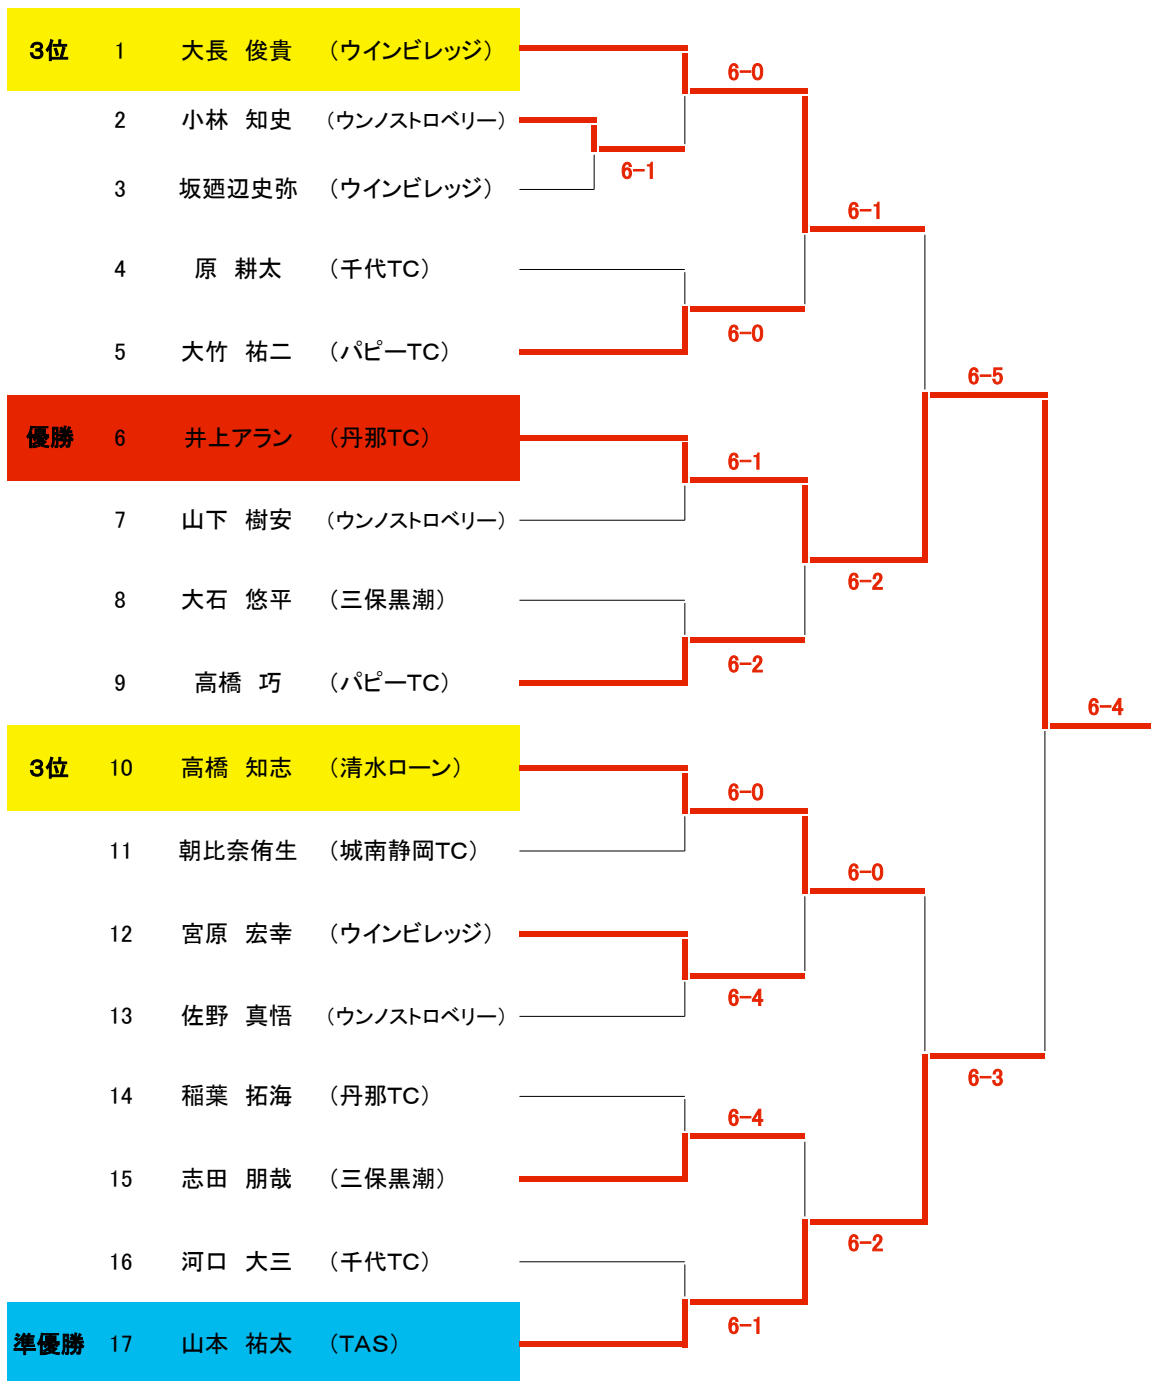 3位 1 大長 俊貴 （ウインビレッジ）
6-0
2 小林 知史 （ウンノストロベリー）
6-1
3 坂廼辺史弥 （ウインビレッジ）
6-1
4 原 耕太 （千代TC）
6-0
5 大竹 祐二 （パピーTC）
6-5
優勝 6 井上アラン （丹那TC）
6-1
7 山下 樹安 （ウンノストロベリー）
6-2
8 大石 悠平 （三保黒潮）
6-2
9 高橋 巧 （パピーTC）
6-4
3位 10 高橋 知志 （清水ローン）
6-0
11 朝比奈侑生 （城南静岡TC）
6-0
12 宮原 宏幸 （ウインビレッジ）
6-4
13 佐野 真悟 （ウンノストロベリー）
6-3
14 稲葉 拓海 （丹那TC）
6-4
15 志田 朋哉 （三保黒潮）
6-2
16 河口 大三 （千代TC）
6-1
準優勝 17 山本 祐太 （TAS）